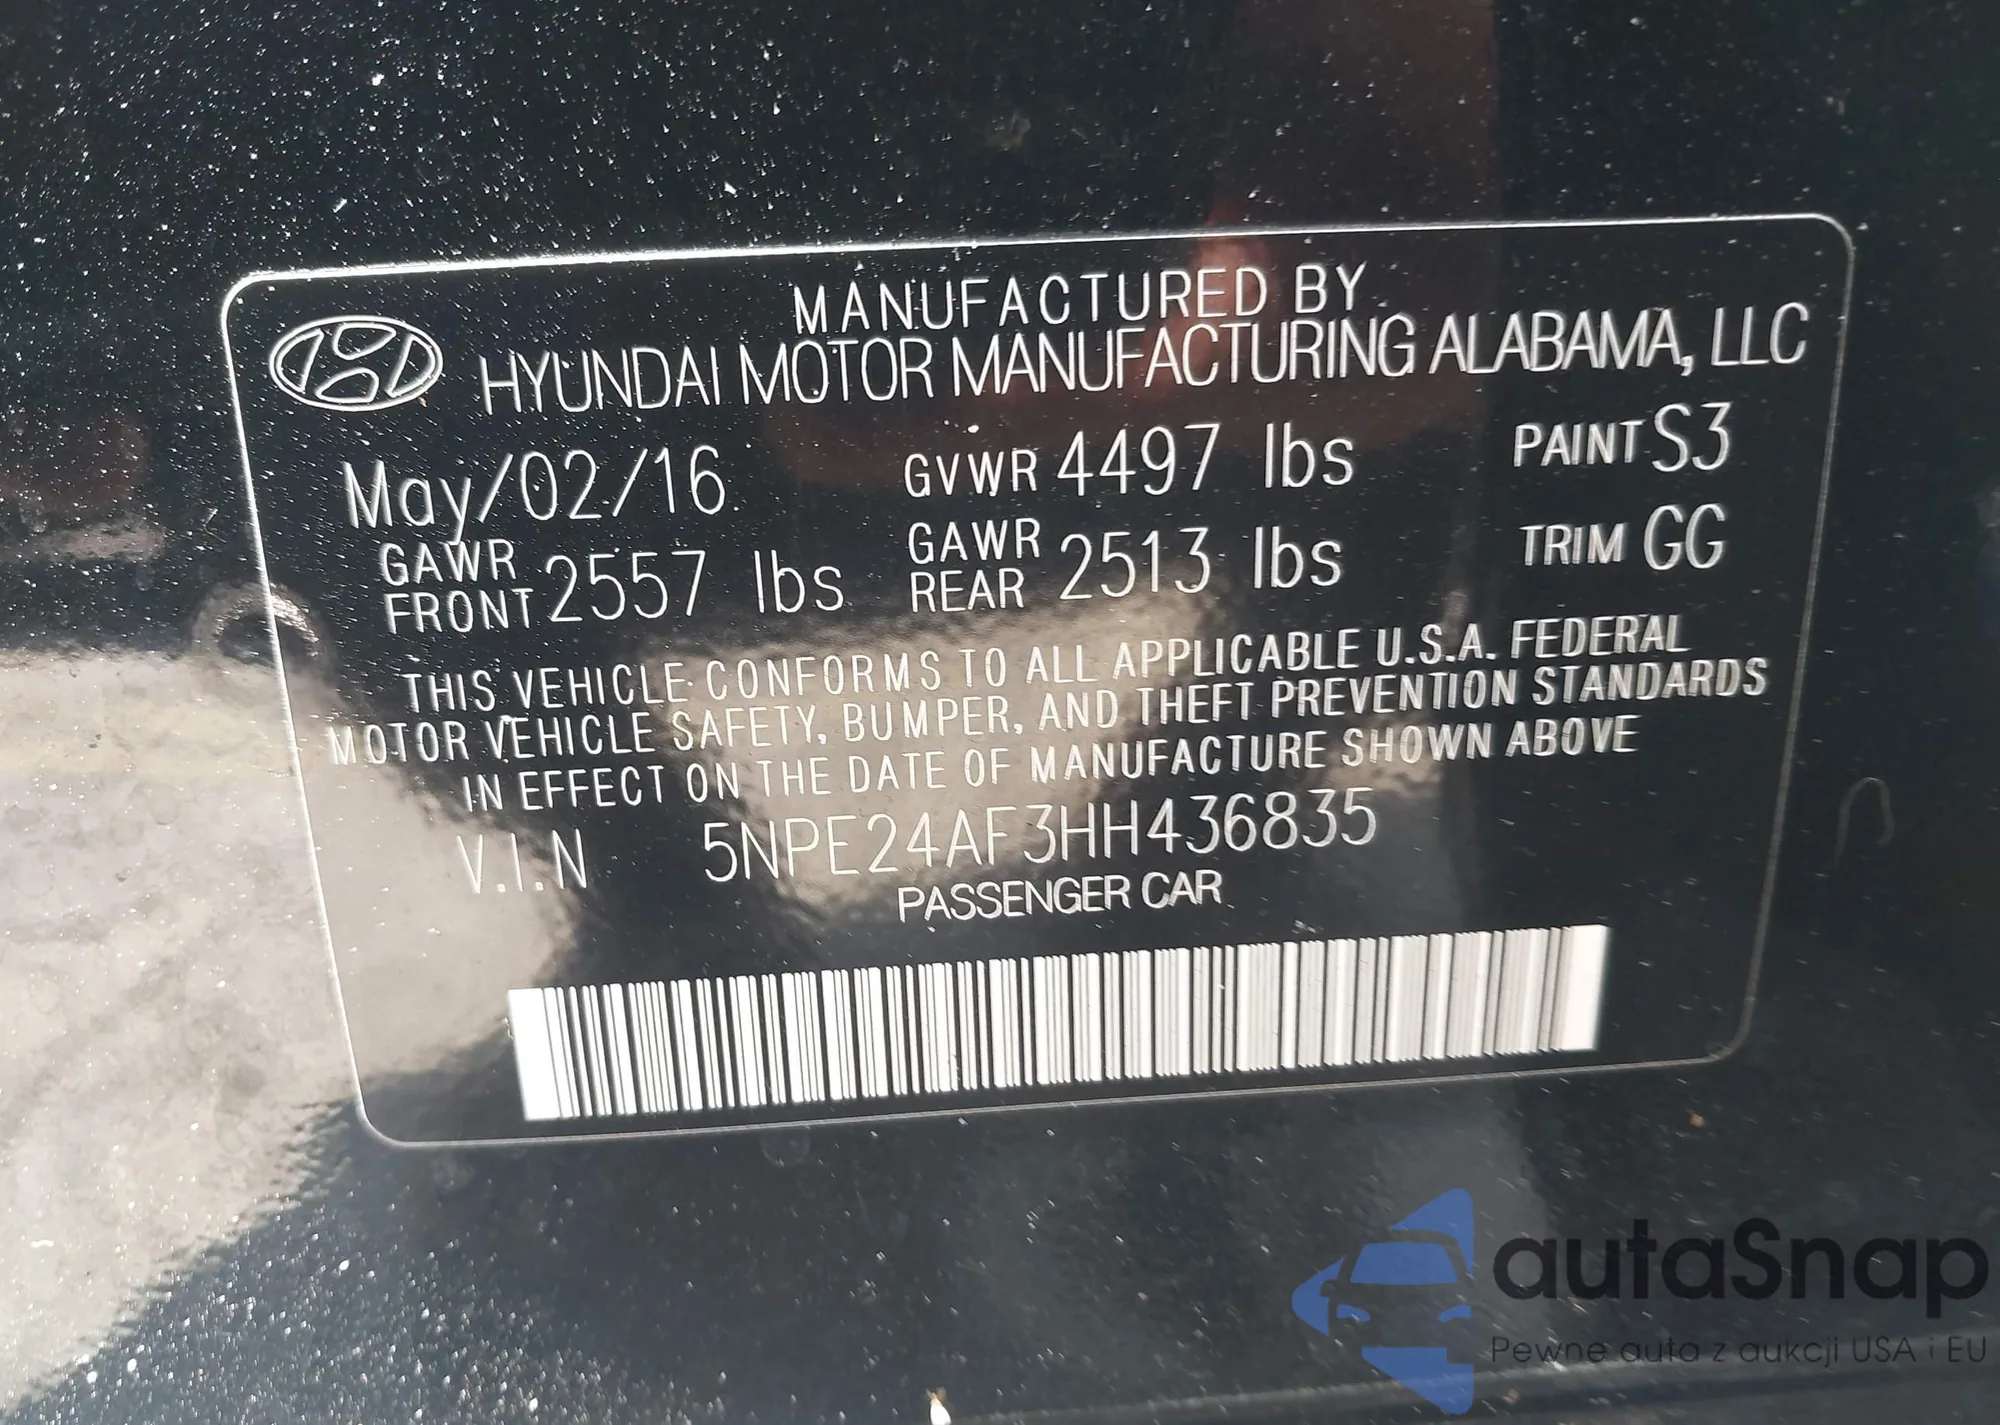 MANUFACTURED BY
HYUNDAI MOTOR MANUFACTURING ALABAMA, LLC
May/02/16 GVWR 4497 lbs PAINT S3
GAWR FRONT 2557 lbs GAWR REAR 2513 lbs TRIM GG
THIS VEHICLE CONFORMS TO ALL APPLICABLE U.S.A. FEDERAL
MOTOR VEHICLE SAFETY, BUMPER, AND THEFT PREVENTION STANDARDS
IN EFFECT ON THE DATE OF MANUFACTURE SHOWN ABOVE
V.I.N 5NPE24AF3HH436835
PASSENGER CAR
autaSnap
Pewne auta z aukcji USA i EU